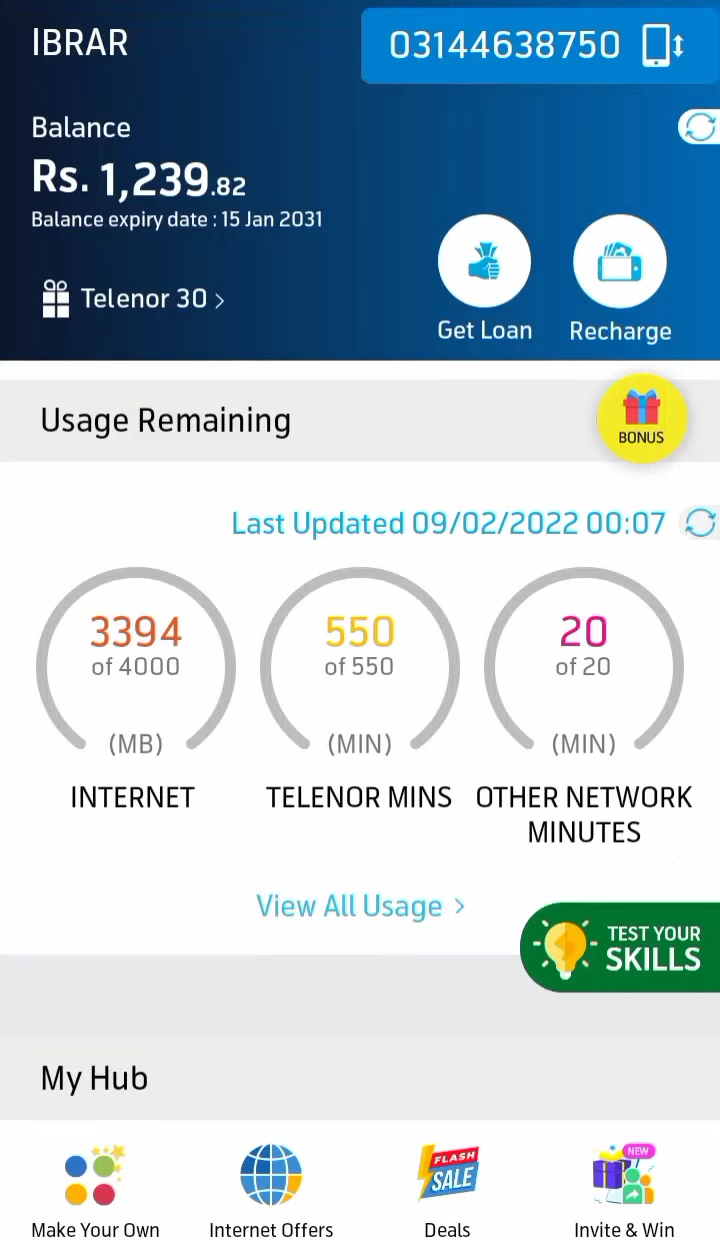 IBRAR
03144638750
Balance
Rs. 1,239.82
Balance expiry date : 15 Jan 2031
Telenor 30 >
Get Loan
Recharge
Usage Remaining
BONUS
Last Updated 09/02/2022 00:07
3394
of 4000
(MB)
INTERNET
550
of 550
(MIN)
TELENOR MINS
20
of 20
(MIN)
OTHER NETWORK
MINUTES
View All Usage >
TEST YOUR
SKILLS
My Hub
Make Your Own
Internet Offers
FLASH
SALE
Deals
NEW
Invite & Win